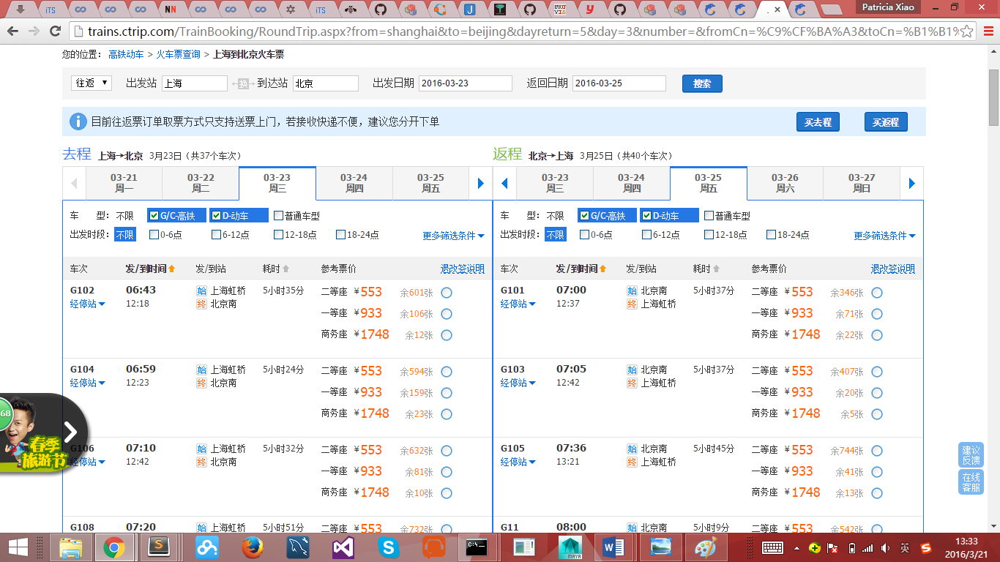 iTS
NN
iTS
PRU VIS
Patricia Xiao
trains.ctrip.com/TrainBooking/RoundTrip.aspx?from=shanghai&to=beijing&dayreturn=5&day=3&number=&fromCn=%C9%CF%BA%A3&toCn=%B1%B1%
您的位置： 高铁动车 > 火车票查询 > 上海到北京火车票
往返 出发站 上海 换 到达站 北京 出发日期 2016-03-23 返回日期 2016-03-25 搜索
目前往返票订单取票方式只支持送票上门，若接收快递不便，建议您分开下单 买去程 买返程
去程 上海→北京 3月23日（共37个车次）
03-21 周一 03-22 周二 03-23 周三 03-24 周四 03-25 周五
车 型： 不限 G/C-高铁 D-动车 普通车型
出发时段： 不限 0-6点 6-12点 12-18点 18-24点 更多筛选条件
车次 发/到时间 发/到站 耗时 参考票价 退改签说明
G102 06:43 始 上海虹桥 5小时35分 二等座 ¥553 余601张
经停站 12:18 终 北京南
一等座 ¥933 余106张
商务座 ¥1748 余12张
G104 06:59 始 上海虹桥 5小时24分 二等座 ¥553 余594张
经停站 12:23 终 北京南
一等座 ¥933 余159张
商务座 ¥1748 余23张
G106 07:10 始 上海虹桥 5小时32分 二等座 ¥553 余632张
经停站 12:42 终 北京南
一等座 ¥933 余81张
商务座 ¥1748 余10张
G108 07:20 始 上海虹桥 5小时51分 二等座 ¥553 余732张
返程 北京→上海 3月25日（共40个车次）
03-23 周三 03-24 周四 03-25 周五 03-26 周六 03-27 周日
车 型： 不限 G/C-高铁 D-动车 普通车型
出发时段： 不限 0-6点 6-12点 12-18点 18-24点 更多筛选条件
车次 发/到时间 发/到站 耗时 参考票价 退改签说明
G101 07:00 始 北京南 5小时37分 二等座 ¥553 余346张
经停站 12:37 终 上海虹桥
一等座 ¥933 余71张
商务座 ¥1748 余22张
G103 07:05 始 北京南 5小时37分 二等座 ¥553 余407张
经停站 12:42 终 上海虹桥
一等座 ¥933 余20张
商务座 ¥1748 余5张
G105 07:36 始 北京南 5小时45分 二等座 ¥553 余744张
经停站 13:21 终 上海虹桥
一等座 ¥933 余41张
商务座 ¥1748 余13张
G11 08:00 始 北京南 5小时9分 二等座 ¥553 余542张
68
春季
旅游节
建议
反馈
在线
客服
MAYA
英
13:33
2016/3/21